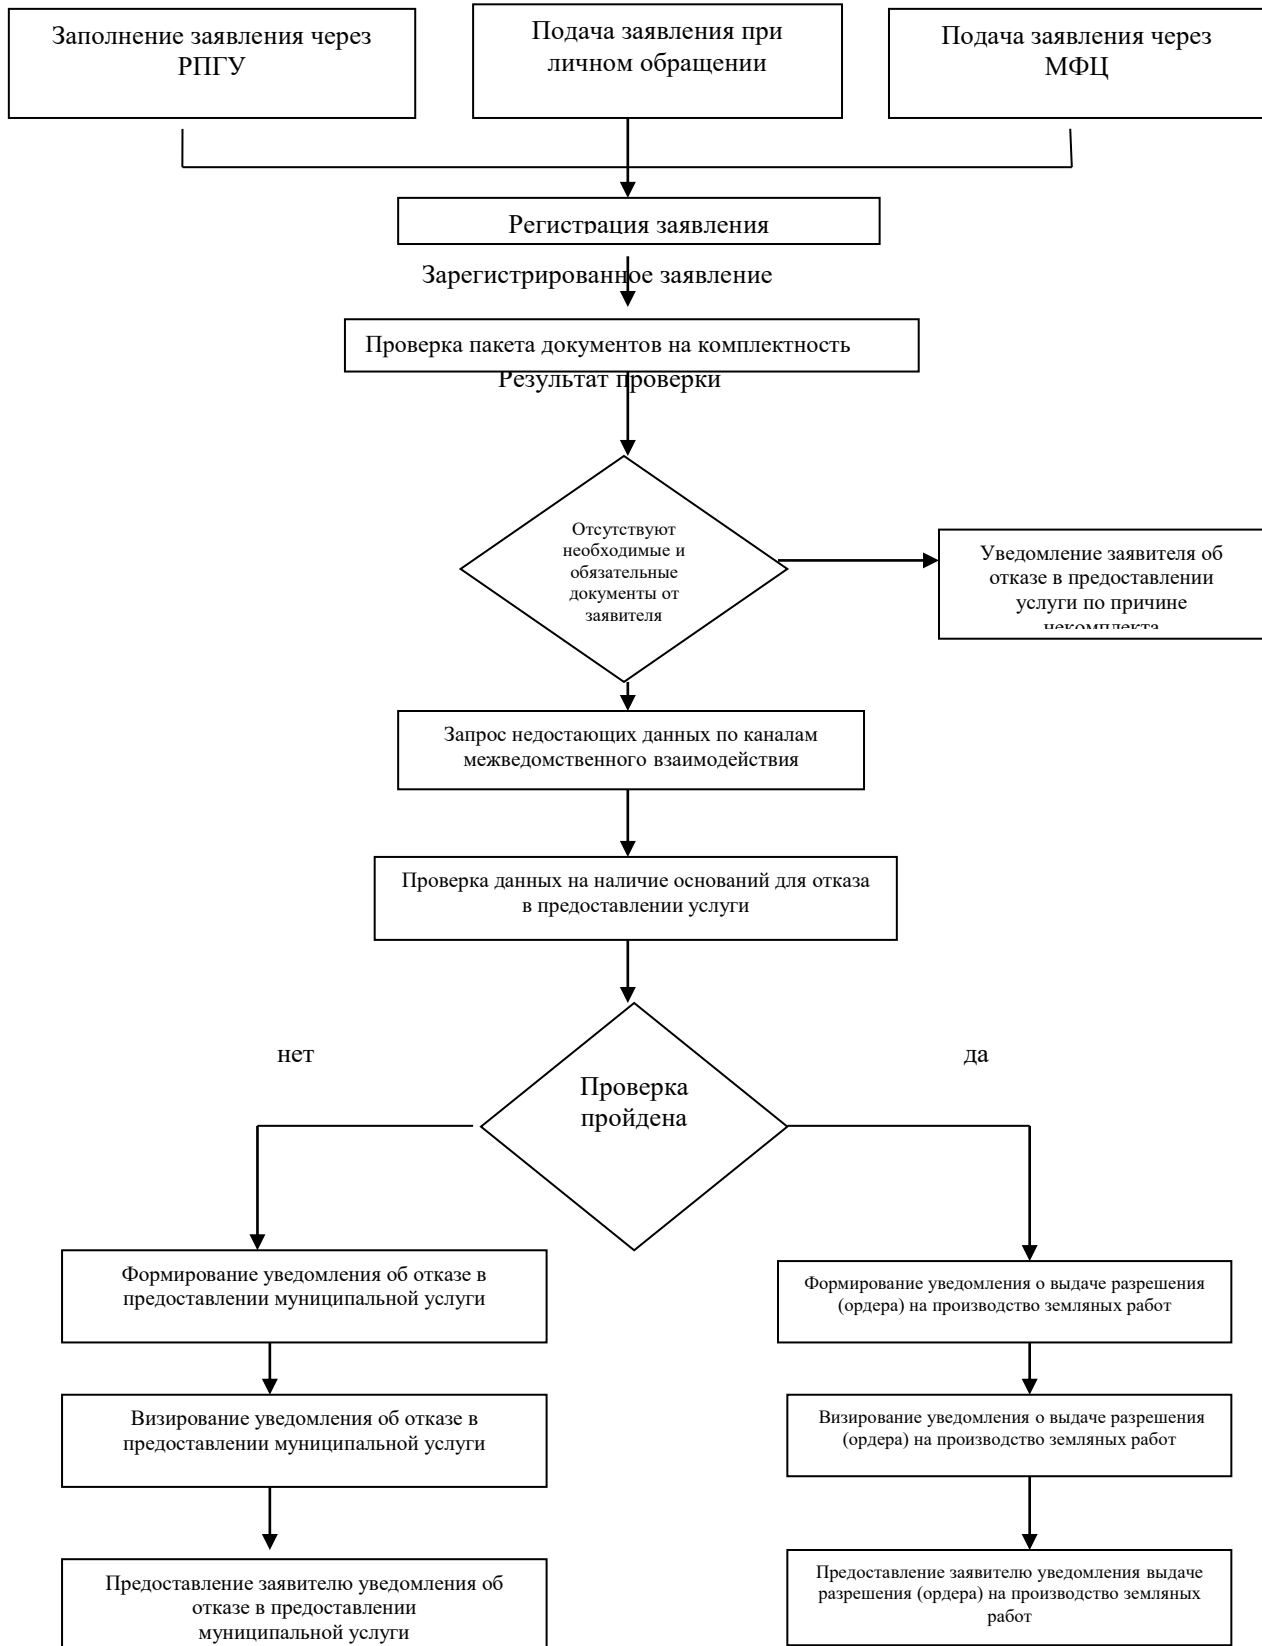 Заполнение заявления через
РПГУ
Подача заявления при
личном обращении
Подача заявления через
МФЦ
Регистрация заявления
Зарегистрированное заявление
Проверка пакета документов на комплектность
Результат проверки
Отсутствуют
необходимые и
обязательные
документы от
заявителя
Уведомление заявителя об
отказе в предоставлении
услуги по причине
некомплекта
Запрос недостающих данных по каналам
межведомственного взаимодействия
Проверка данных на наличие оснований для отказа
в предоставлении услуги
нет
да
Проверка
пройдена
Формирование уведомления об отказе в
предоставлении муниципальной услуги
Формирование уведомления о выдаче разрешения
(ордера) на производство земляных работ
Визирование уведомления об отказе в
предоставлении муниципальной услуги
Визирование уведомления о выдаче разрешения
(ордера) на производство земляных работ
Предоставление заявителю уведомления об
отказе в предоставлении
муниципальной услуги
Предоставление заявителю уведомления выдаче
разрешения (ордера) на производство земляных
работ